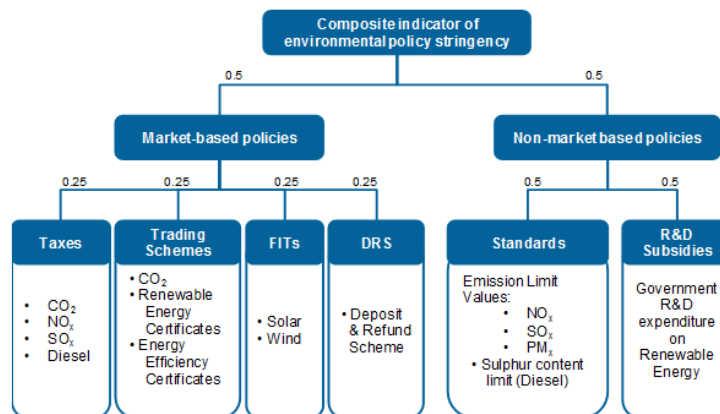 Composite indicator of
environmental policy stringency
0.5
0.5
Market-based policies
Non-market based policies
0.25
0.25
0.25
0.25
0.5
0.5
Taxes
• CO₂
• NOₓ
• SOₓ
• Diesel
Trading
Schemes
• CO₂
• Renewable
Energy
Certificates
• Energy
Efficiency
Certificates
FITs
• Solar
• Wind
DRS
• Deposit
& Refund
Scheme
Standards
Emission Limit
Values:
• NOₓ
• SOₓ
• PMₓ
• Sulphur content
limit (Diesel)
R&D
Subsidies
Government
R&D
expenditure
on
Renewable
Energy